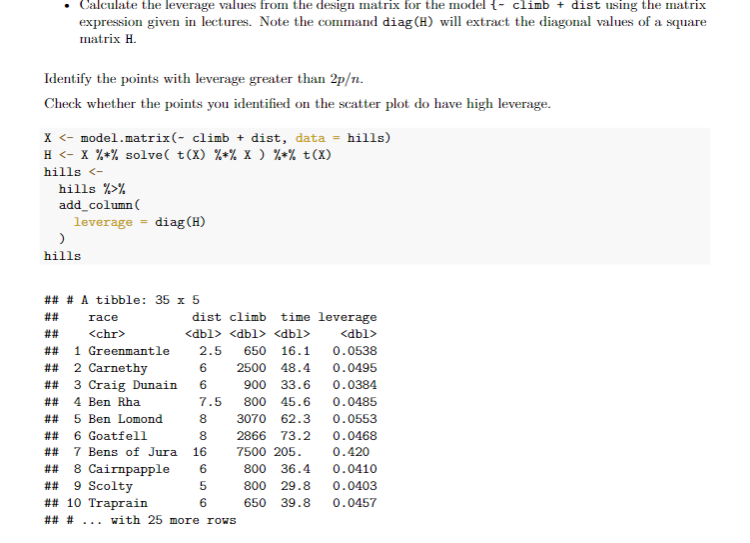 • Calculate the leverage values from the design matrix for the model {~ climb + dist using the matrix
expression given in lectures. Note the command diag(H) will extract the diagonal values of a square
matrix H.
Identify the points with leverage greater than 2p/n.
Check whether the points you identified on the scatter plot do have high leverage.
X <- model.matrix(~ climb + dist, data = hills)
H <- X %*% solve( t(X) %*% X ) %*% t(X)
hills <-
hills %>%
add_column(
leverage = diag(H)
)
hills
## # A tibble: 35 x 5
## race dist climb time leverage
## <chr> <dbl> <dbl> <dbl> <dbl>
## 1 Greenmantle 2.5 650 16.1 0.0538
## 2 Carnethy 6 2500 48.4 0.0495
## 3 Craig Dunain 6 900 33.6 0.0384
## 4 Ben Rha 7.5 800 45.6 0.0485
## 5 Ben Lomond 8 3070 62.3 0.0553
## 6 Goatfell 8 2866 73.2 0.0468
## 7 Bens of Jura 16 7500 205. 0.420
## 8 Cairnpapple 6 800 36.4 0.0410
## 9 Scolty 5 800 29.8 0.0403
## 10 Traprain 6 650 39.8 0.0457
## # ... with 25 more rows